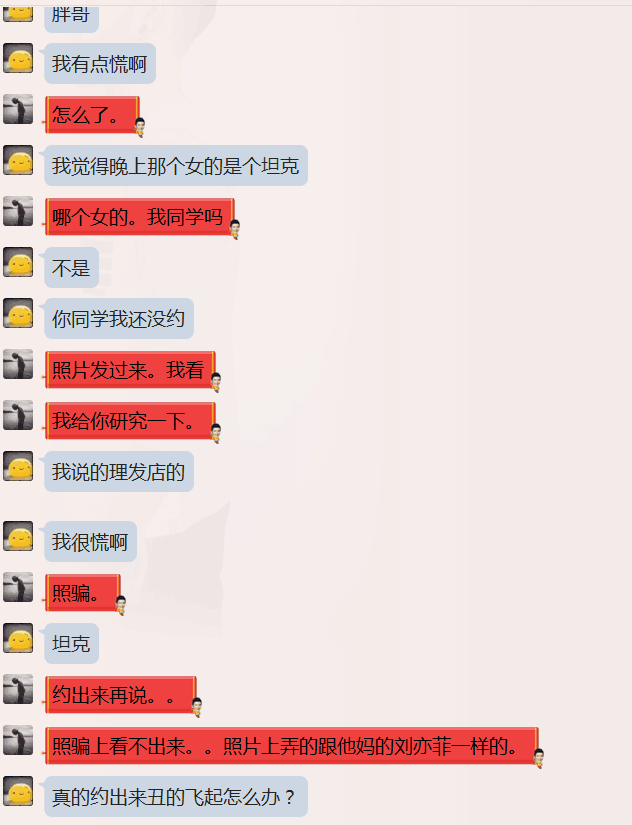 胖哥
我有点慌啊
怎么了。
我觉得晚上那个女的是个坦克
哪个女的。我同学吗
不是
你同学我还没约
照片发过来。我看
我给你研究一下。
我说的理发店的
我很慌啊
照骗。
坦克
约出来再说。。
照骗上看不出来。。照片上弄的跟他妈的刘亦菲一样的。
真的约出来丑的飞起怎么办？